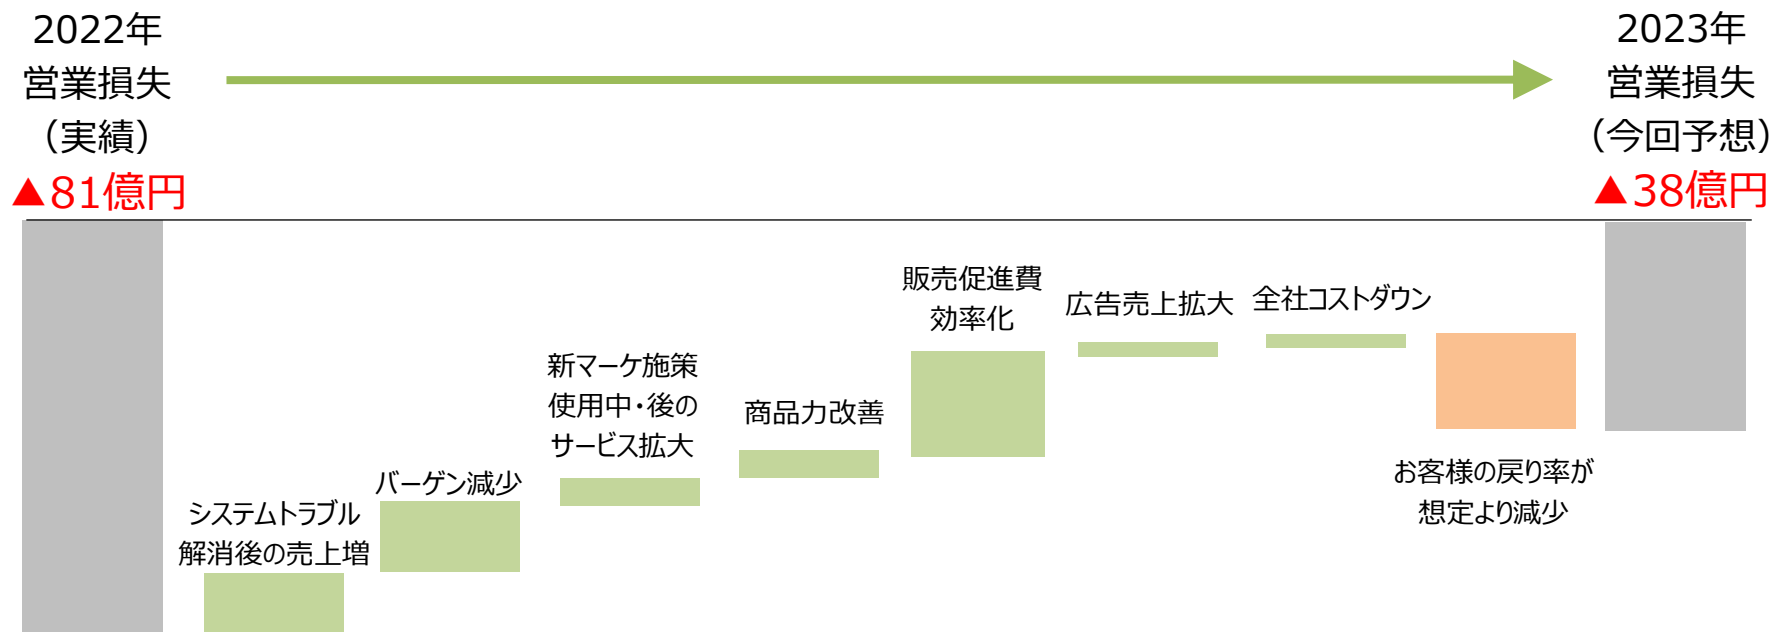 2022年
営業損失
（実績）
▲81億円
2023年
営業損失
(今回予想)
▲38億円
システムトラブル
解消後の売上増
バーゲン減少
新マーケ施策
使用中・後の
サービス拡大
商品力改善
販売促進費
効率化
広告売上拡大
全社コストダウン
お客様の戻り率が
想定より減少